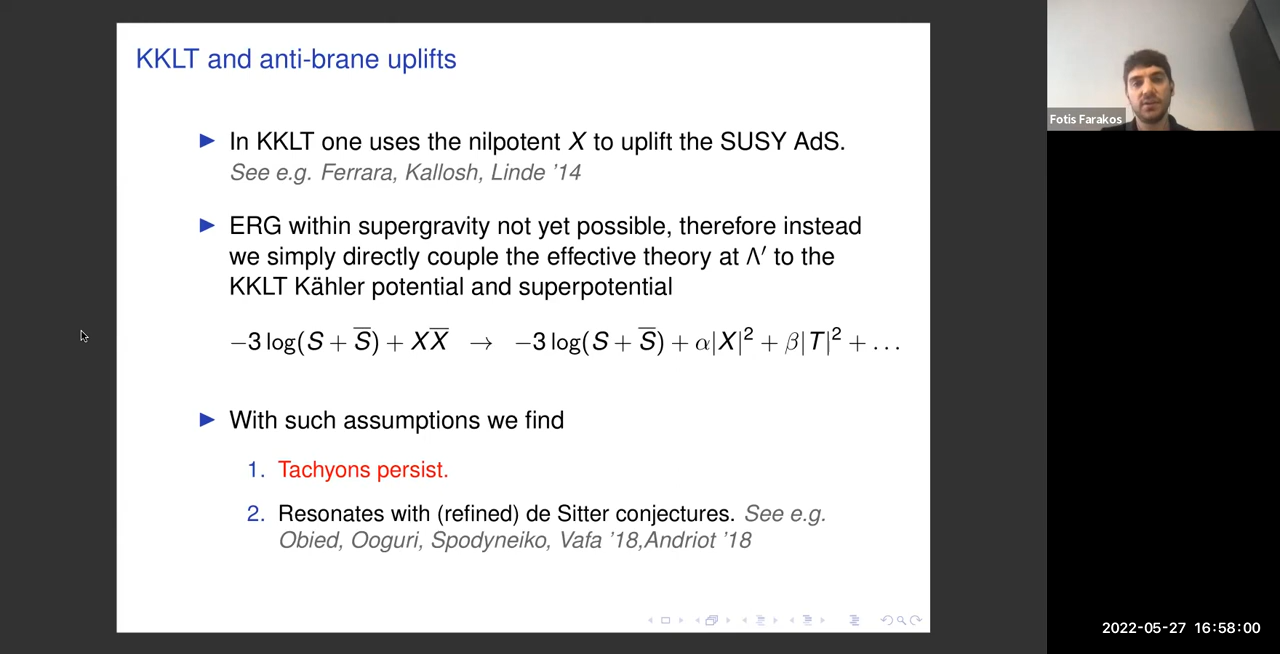 KKLT and anti-brane uplifts
In KKLT one uses the nilpotent X to uplift the SUSY AdS.
See e.g. Ferrara, Kallosh, Linde '14
ERG within supergravity not yet possible, therefore instead
we simply directly couple the effective theory at Λ′ to the
KKLT Kähler potential and superpotential
−3 log(S + S̅) + XX̅ → −3 log(S + S̅) + α|X|² + β|T|² + . . .
With such assumptions we find
1. Tachyons persist.
2. Resonates with (refined) de Sitter conjectures. See e.g.
Obied, Ooguri, Spodyneiko, Vafa '18,Andriot '18
Fotis Farakos
2022-05-27 16:58:00